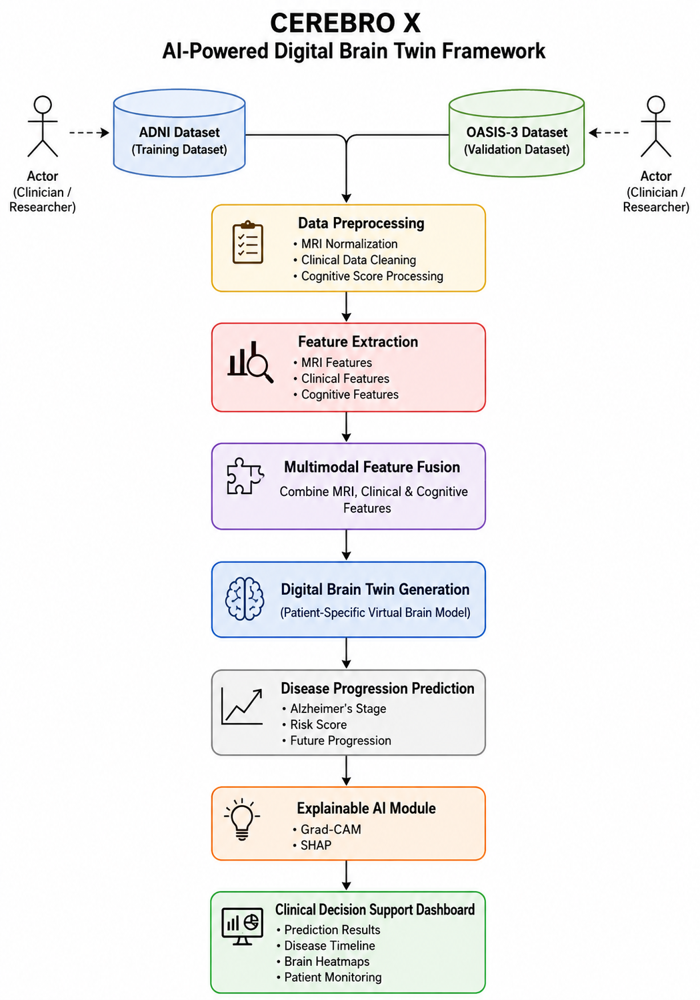 CEREBRO X
AI-Powered Digital Brain Twin Framework
ADNI Dataset
(Training Dataset)
OASIS-3 Dataset
(Validation Dataset)
Actor
(Clinician /
Researcher)
Actor
(Clinician /
Researcher)
Data Preprocessing
• MRI Normalization
• Clinical Data Cleaning
• Cognitive Score Processing
Feature Extraction
• MRI Features
• Clinical Features
• Cognitive Features
Multimodal Feature Fusion
Combine MRI, Clinical & Cognitive
Features
Digital Brain Twin Generation
(Patient-Specific Virtual Brain Model)
Disease Progression Prediction
• Alzheimer's Stage
• Risk Score
• Future Progression
Explainable AI Module
• Grad-CAM
• SHAP
Clinical Decision Support Dashboard
• Prediction Results
• Disease Timeline
• Brain Heatmaps
• Patient Monitoring